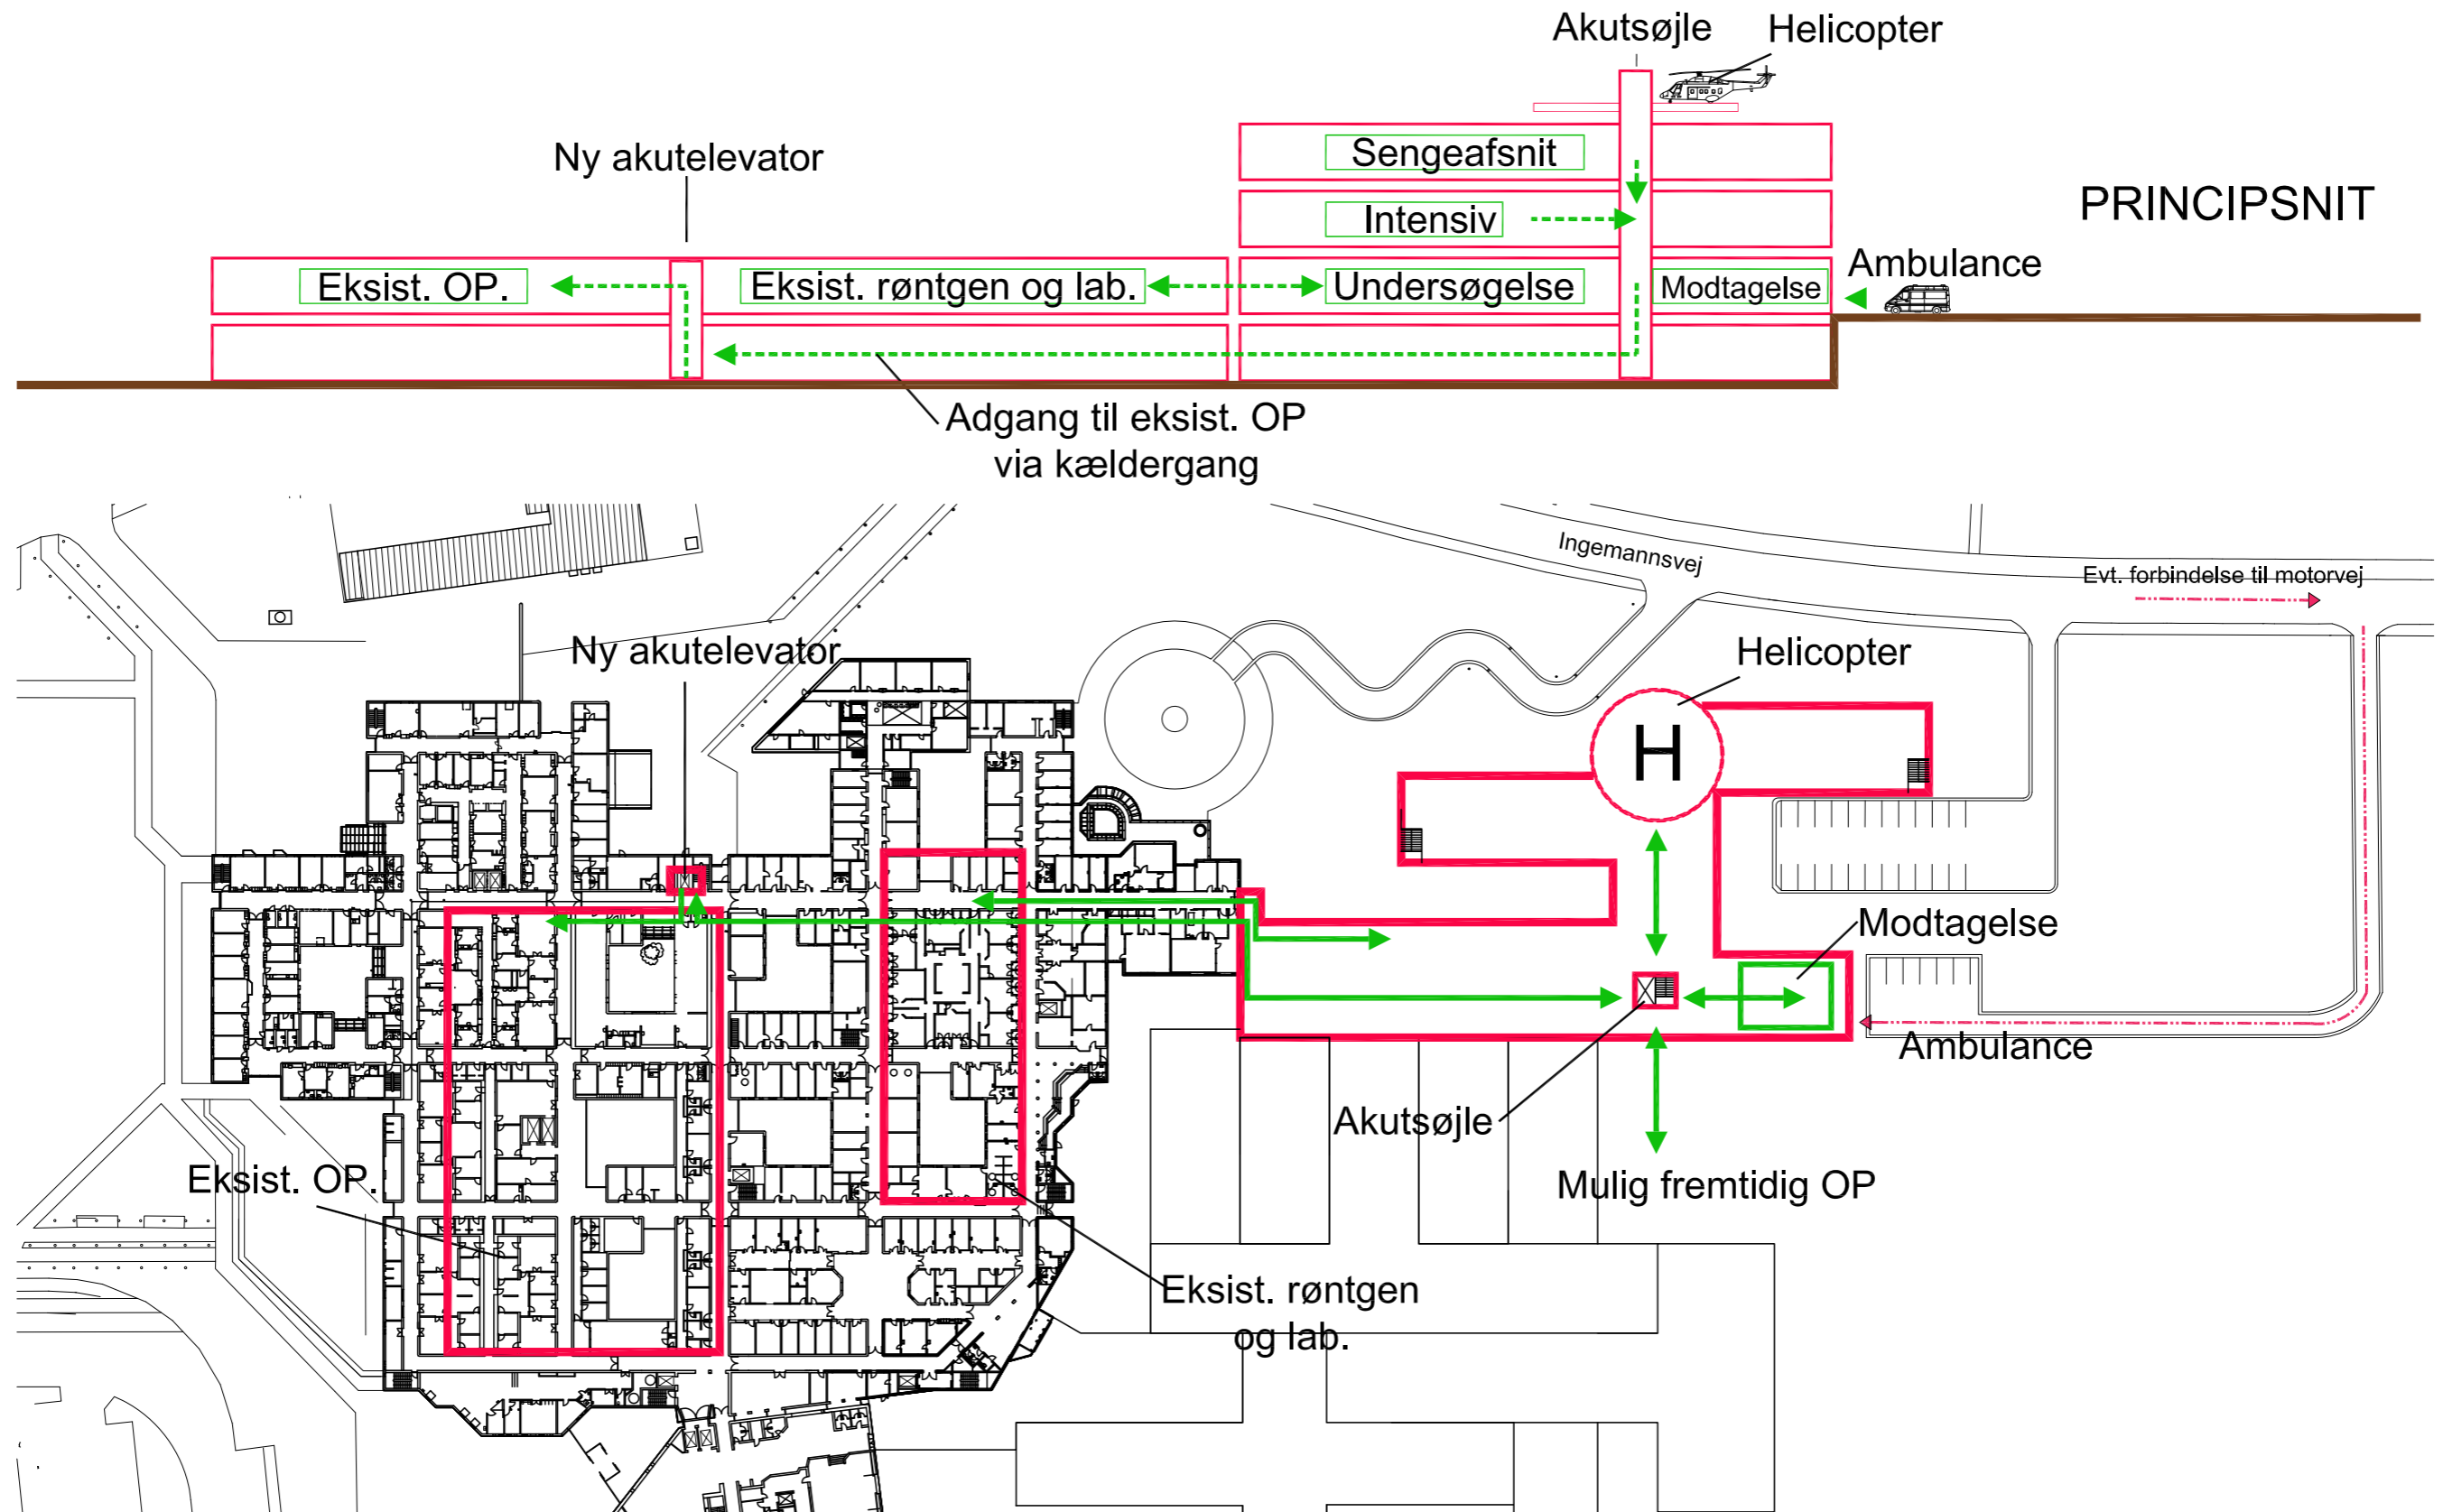 Akutsøjle
Helicopter
Ny akutelevator
Sengeafsnit
PRINCIPSNIT
Intensiv
Eksist. OP.
Eksist. røntgen og lab.
Undersøgelse
Modtagelse
Ambulance
Adgang til eksist. OP
via kældergang
Ingemannsvej
Evt. forbindelse til motorvej
Ny akutelevator
Helicopter
H
Modtagelse
Ambulance
Akutsøjle
Eksist. OP.
Mulig fremtidig OP
Eksist. røntgen
og lab.